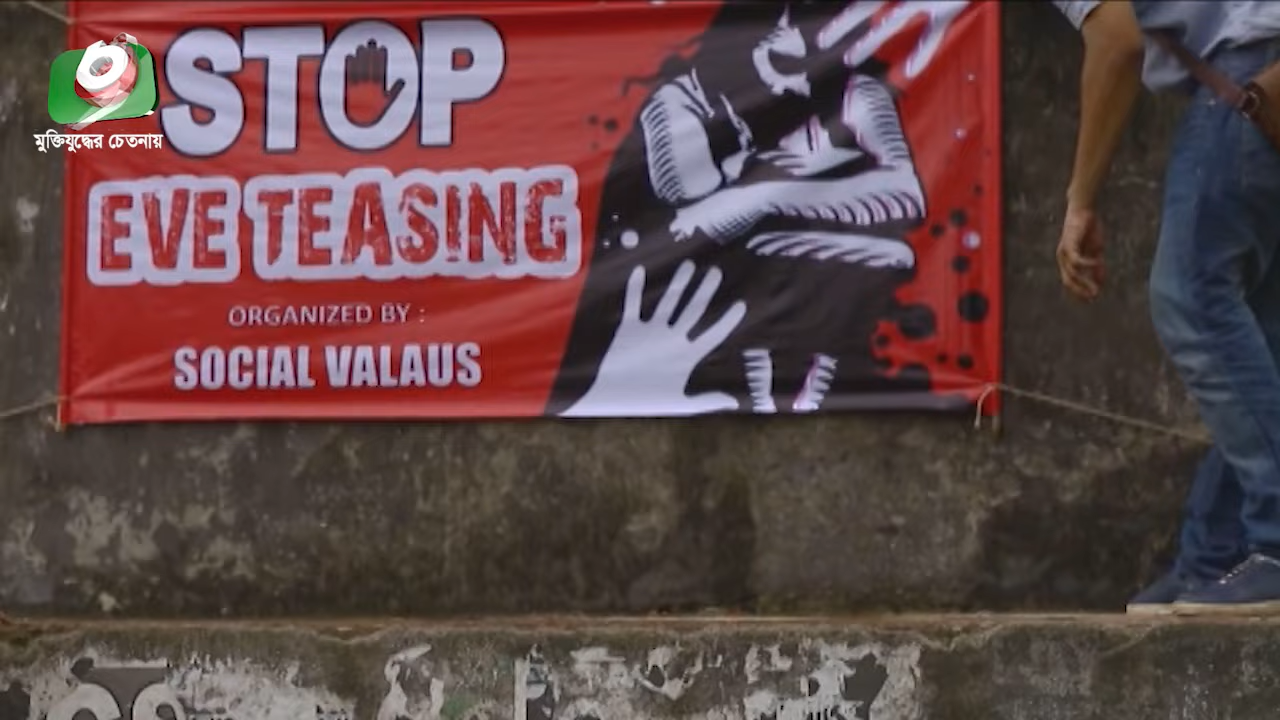 STOP
EVE TEASING
ORGANIZED BY :
SOCIAL VALAUS
মুক্তিযুদ্ধের চেতনায়